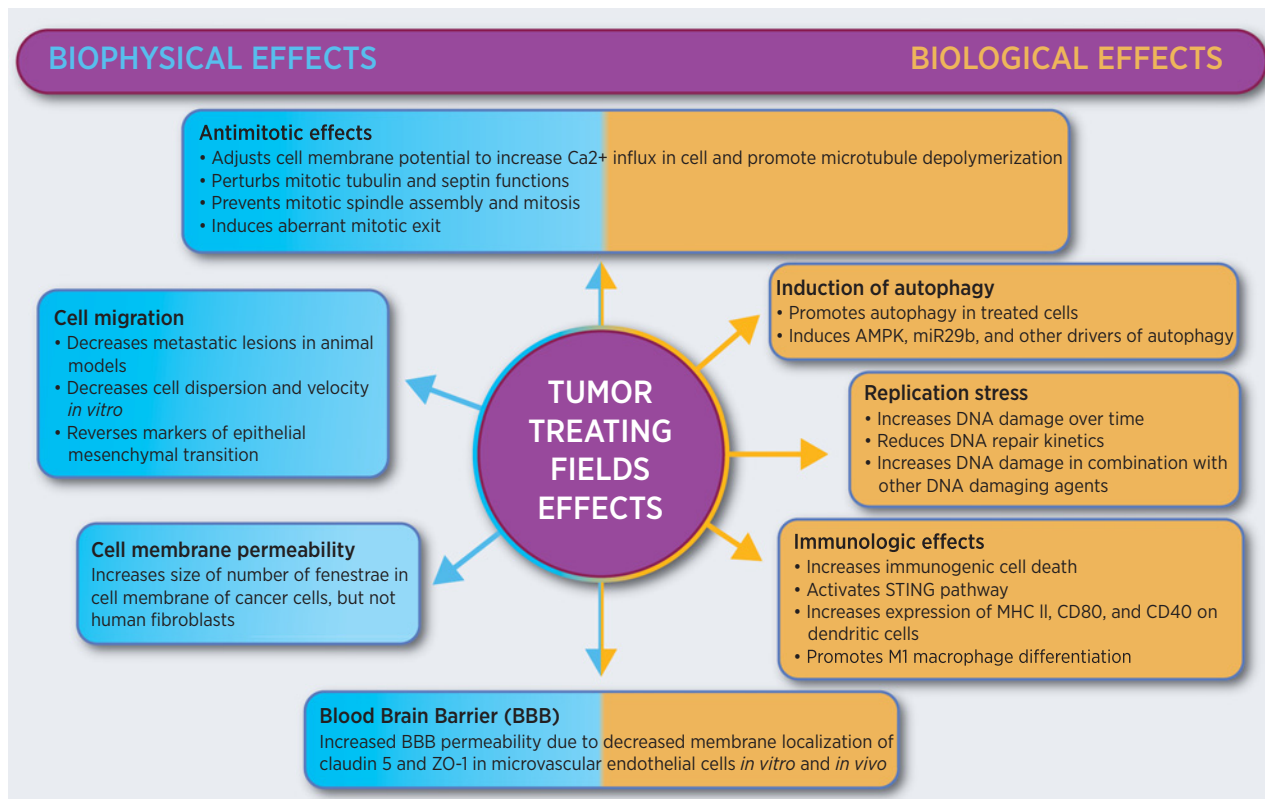 BIOPHYSICAL EFFECTS
BIOLOGICAL EFFECTS
Antimitotic effects
• Adjusts cell membrane potential to increase Ca2+ influx in cell and promote microtubule depolymerization
• Perturbs mitotic tubulin and septin functions
• Prevents mitotic spindle assembly and mitosis
• Induces aberrant mitotic exit
Cell migration
• Decreases metastatic lesions in animal
models
• Decreases cell dispersion and velocity
in vitro
• Reverses markers of epithelial
mesenchymal transition
Cell membrane permeability
Increases size of number of fenestrae in
cell membrane of cancer cells, but not
human fibroblasts
TUMOR
TREATING
FIELDS
EFFECTS
Induction of autophagy
• Promotes autophagy in treated cells
• Induces AMPK, miR29b, and other drivers of autophagy
Replication stress
• Increases DNA damage over time
• Reduces DNA repair kinetics
• Increases DNA damage in combination with
other DNA damaging agents
Immunologic effects
• Increases immunogenic cell death
• Activates STING pathway
• Increases expression of MHC II, CD80, and CD40 on
dendritic cells
• Promotes M1 macrophage differentiation
Blood Brain Barrier (BBB)
Increased BBB permeability due to decreased membrane localization of
claudin 5 and ZO-1 in microvascular endothelial cells in vitro and in vivo